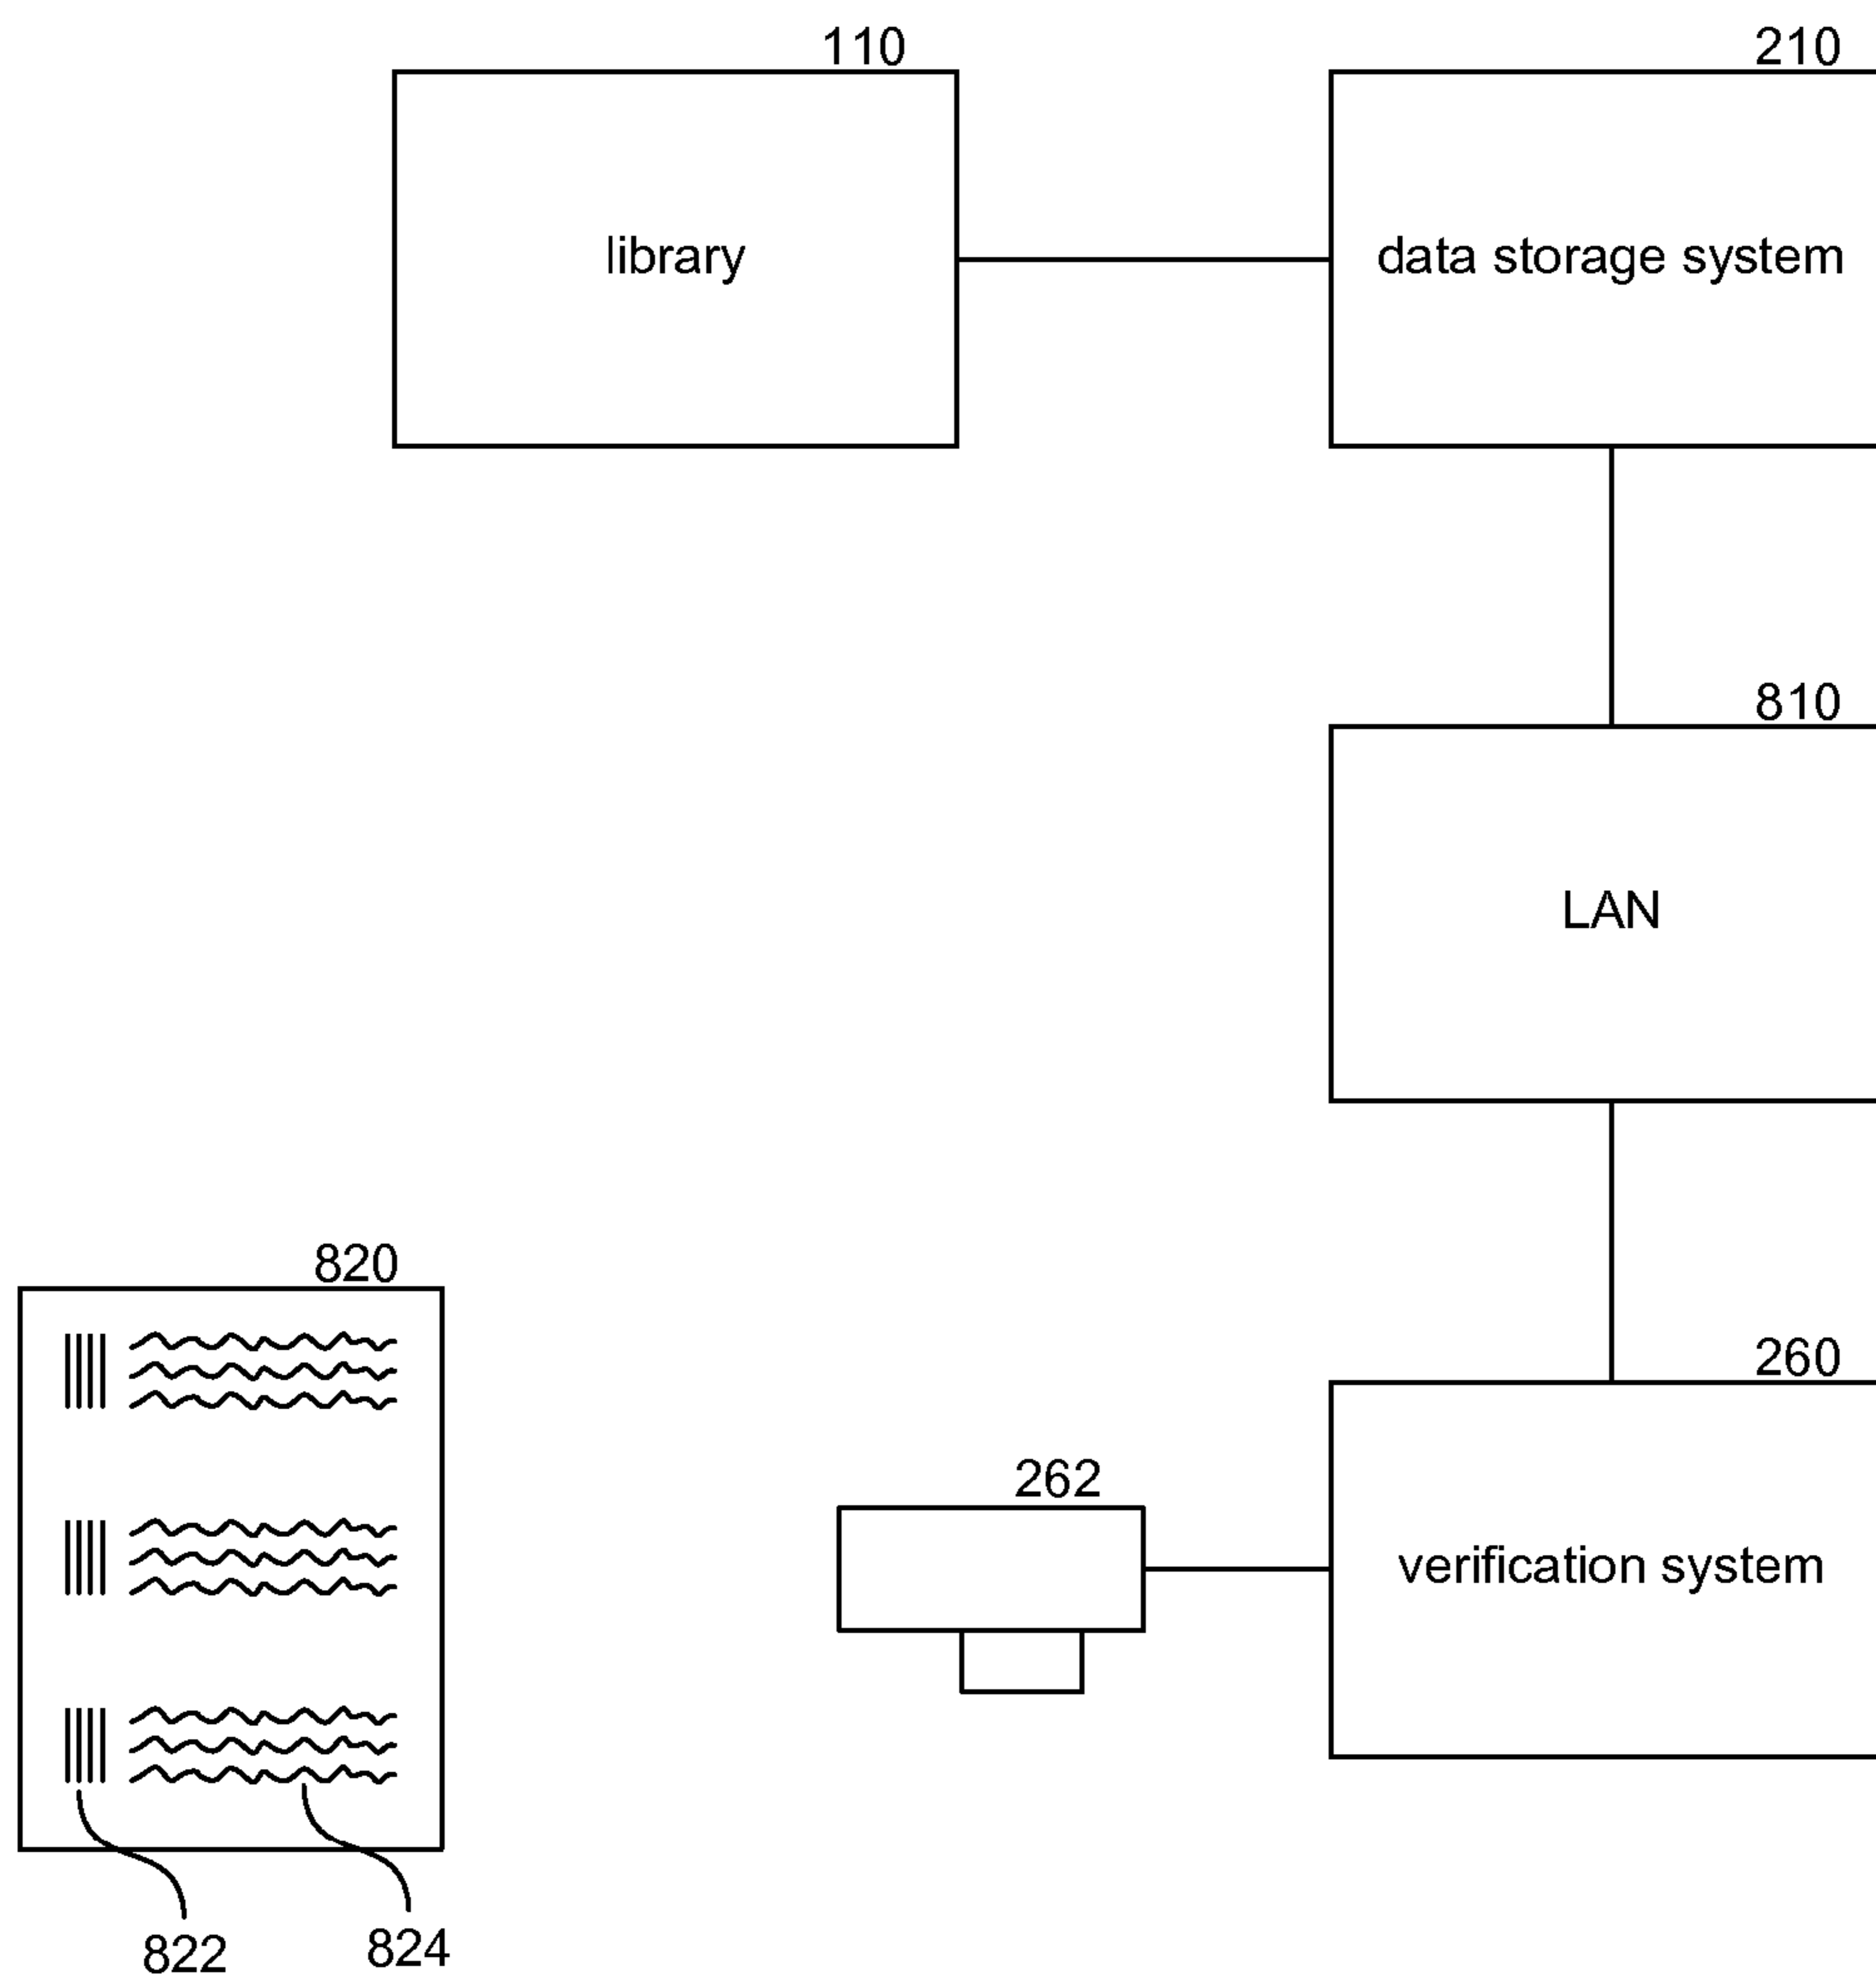 110
210
library
data storage system
810
LAN
820
260
262
verification system
822
824